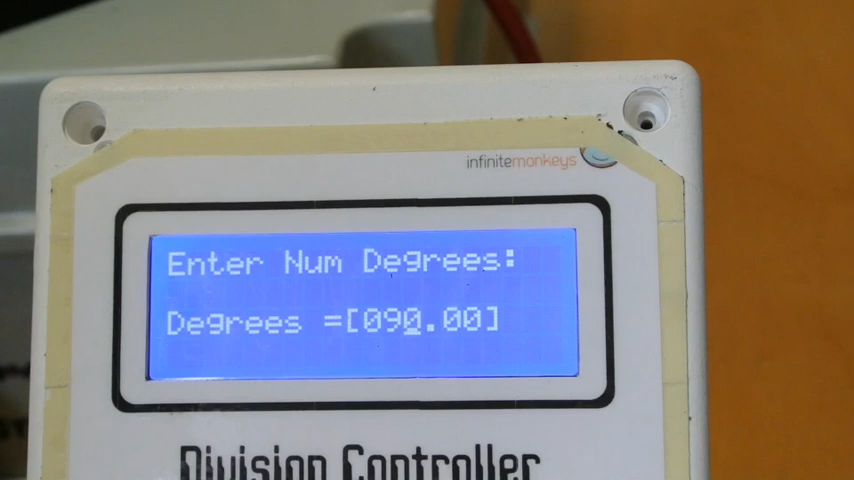 infinitemonkeys
Enter Num Degrees:
Degrees =[090.00]
Division Controller